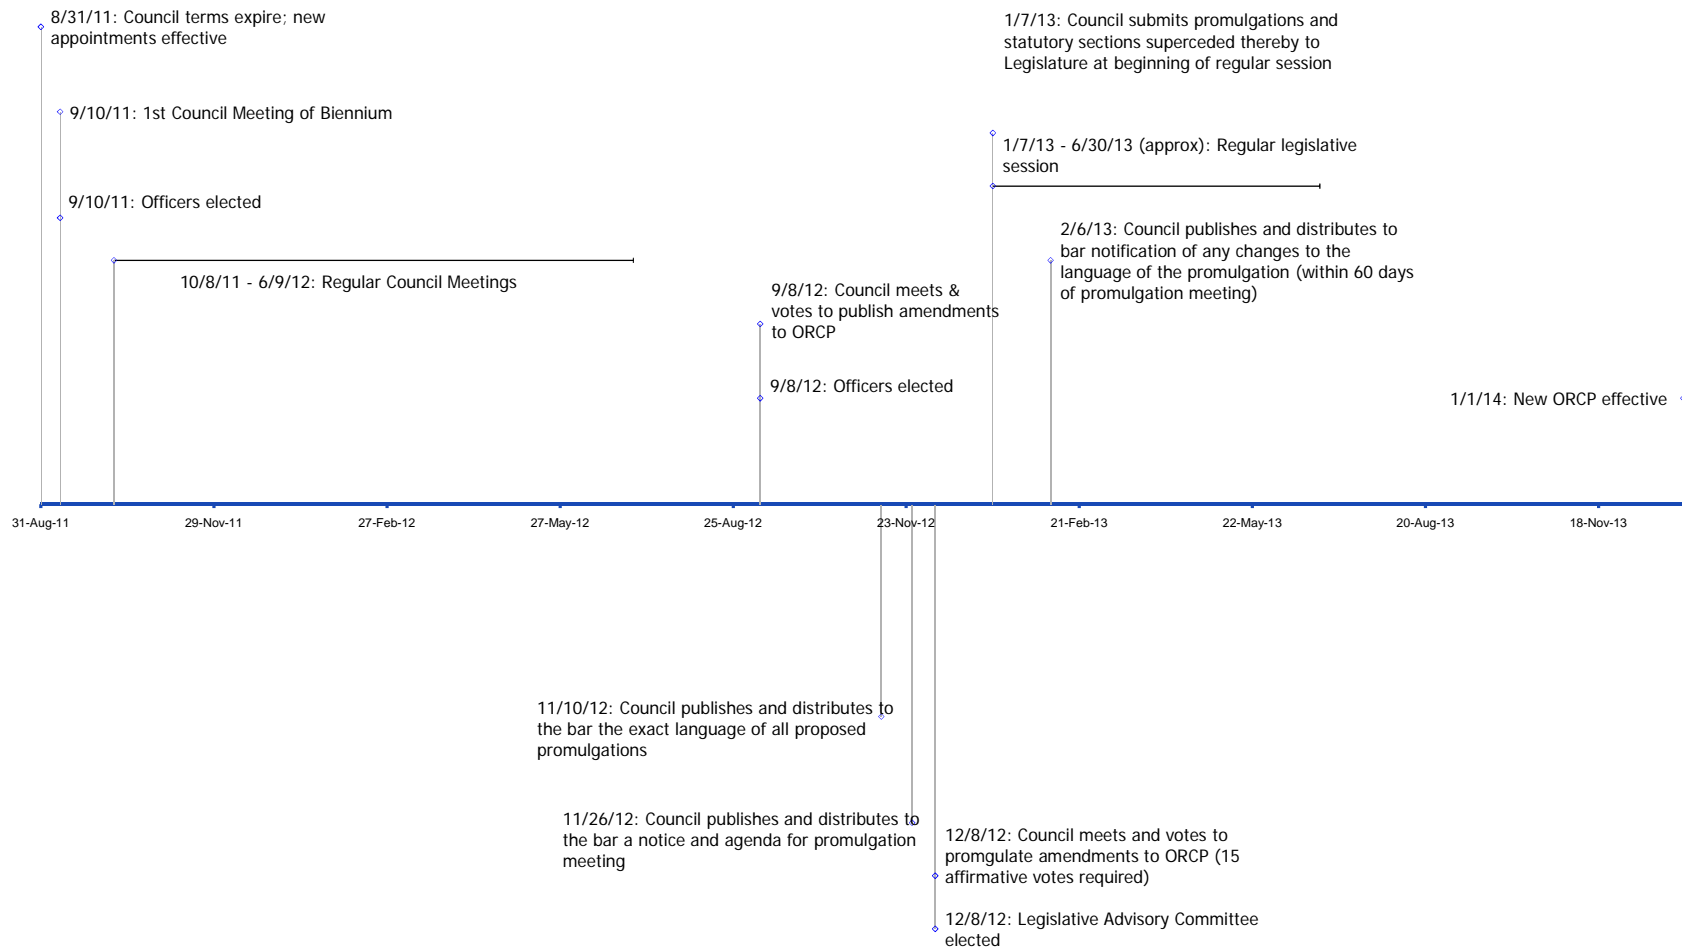 8/31/11: Council terms expire; new
appointments effective
1/7/13: Council submits promulgations and
statutory sections superceded thereby to
Legislature at beginning of regular session
9/10/11: 1st Council Meeting of Biennium
1/7/13 - 6/30/13 (approx): Regular legislative
session
9/10/11: Officers elected
2/6/13: Council publishes and distributes to
bar notification of any changes to the
language of the promulgation (within 60 days
of promulgation meeting)
10/8/11 - 6/9/12: Regular Council Meetings
9/8/12: Council meets &
votes to publish amendments
to ORCP
9/8/12: Officers elected
1/1/14: New ORCP effective
31-Aug-11
29-Nov-11
27-Feb-12
27-May-12
25-Aug-12
23-Nov-12
21-Feb-13
22-May-13
20-Aug-13
18-Nov-13
11/10/12: Council publishes and distributes to
the bar the exact language of all proposed
promulgations
11/26/12: Council publishes and distributes to
the bar a notice and agenda for promulgation
meeting
12/8/12: Council meets and votes to
promgulate amendments to ORCP (15
affirmative votes required)
12/8/12: Legislative Advisory Committee
elected